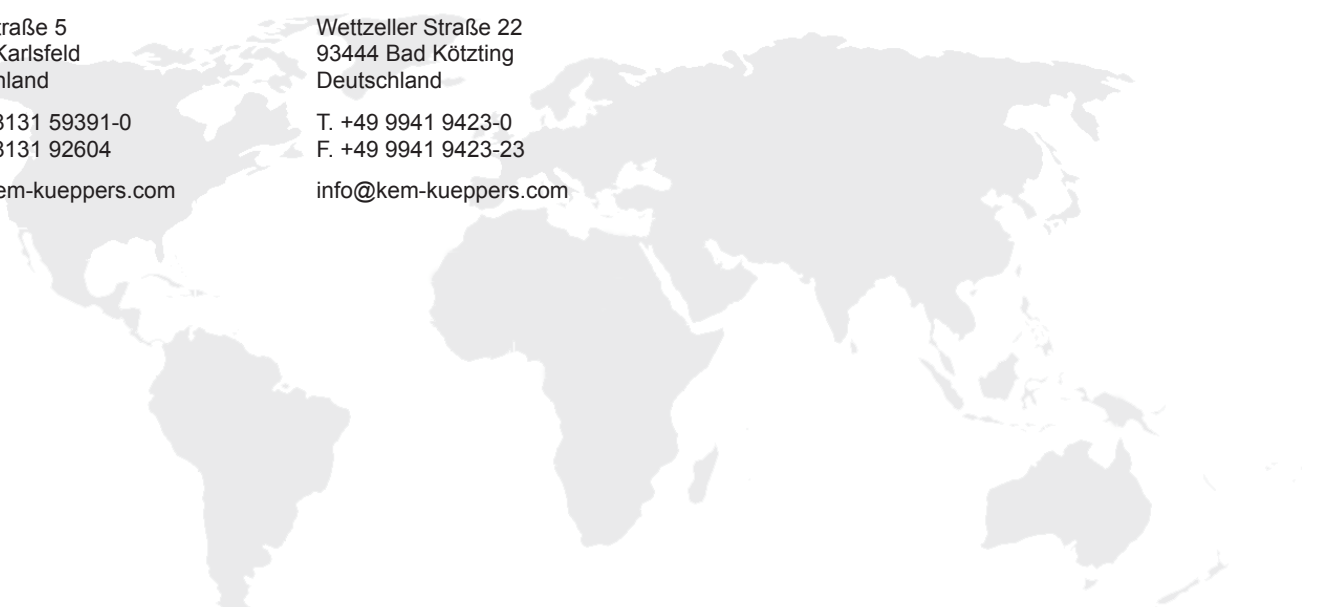 traße 5
Karlsfeld
hland
3131 59391-0
3131 92604
em-kueppers.com
Wettzeller Straße 22
93444 Bad Kötzting
Deutschland
T. +49 9941 9423-0
F. +49 9941 9423-23
info@kem-kueppers.com